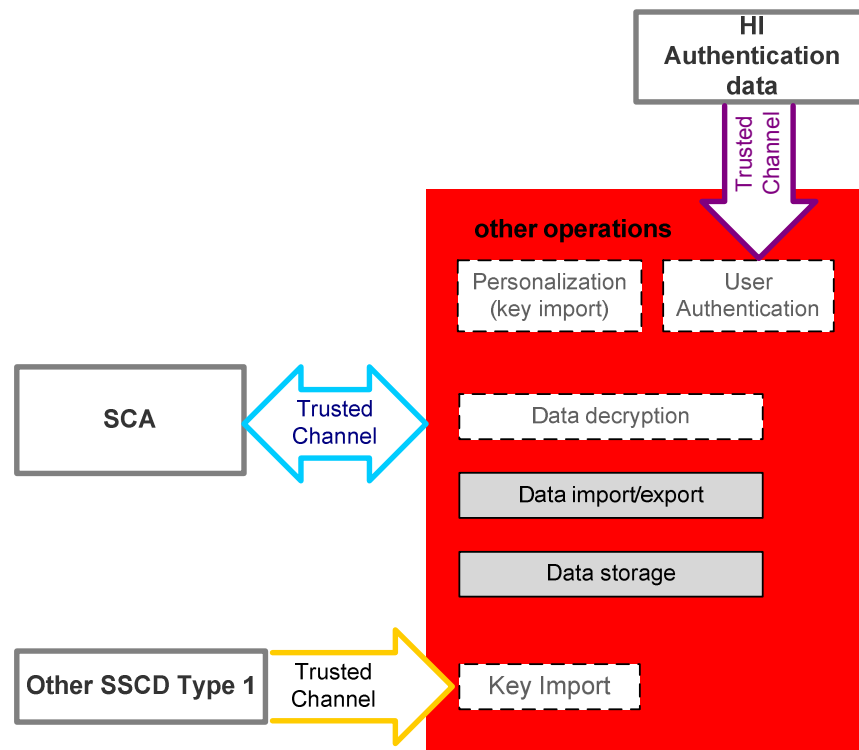 HI
Authentication
data
Trusted
Channel
other operations
Personalization
(key import)
User
Authentication
SCA
Trusted
Channel
Data decryption
Data import/export
Data storage
Other SSCD Type 1
Trusted
Channel
Key Import